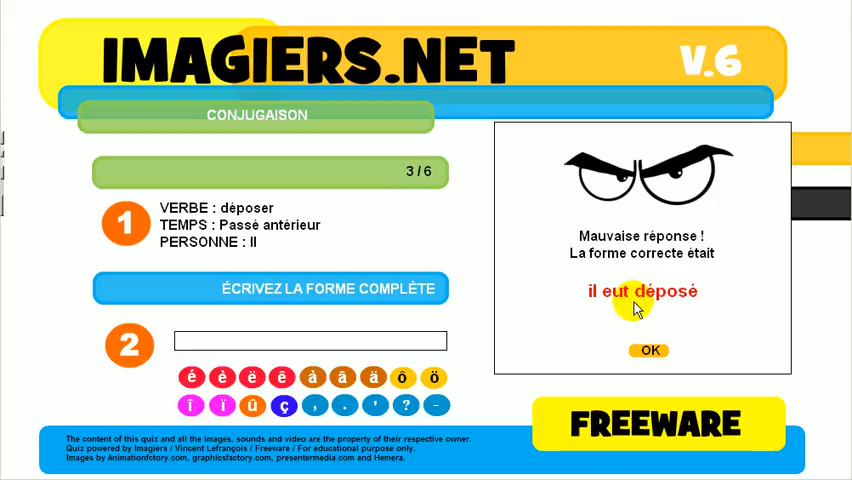 IMAGIERS.NET
V.6
CONJUGAISON
3 / 6
1
VERBE : déposer
TEMPS : Passé antérieur
PERSONNE : Il
ÉCRIVEZ LA FORME COMPLÈTE
2
é è ë ê à â ä ô ö
î ï û ç , . ' ? -
Mauvaise réponse !
La forme correcte était
il eut déposé
OK
FREEWARE
The content of this quiz and all the images, sounds and video are the property of their respective owner.
Quiz powered by Imagiers / Vincent Lefrançois / Freeware / For educational purpose only.
Images by Animationfctory.com, graphicsfactory.com, presentermedia.com and Hemera.